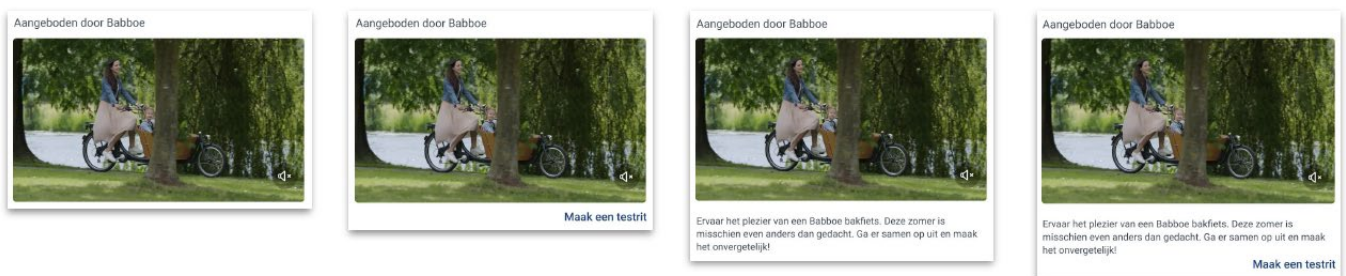 Aangeboden door Babboe
Aangeboden door Babboe
Maak een testrit
Aangeboden door Babboe
Ervaar het plezier van een Babboe bakfiets. Deze zomer is
misschien even anders dan gedacht. Ga er samen op uit en maak
het onvergetelijk!
Aangeboden door Babboe
Ervaar het plezier van een Babboe bakfiets. Deze zomer is
misschien even anders dan gedacht. Ga er samen op uit en maak
het onvergetelijk!
Maak een testrit